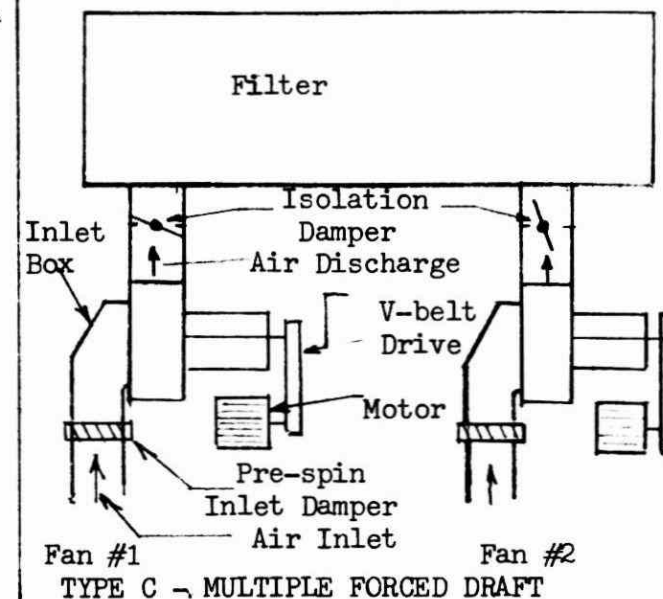 Filter
Isolation
Damper
Inlet
Box
Air Discharge
V-belt
Drive
Motor
Pre-spin
Inlet Damper
Air Inlet
Fan #1
Fan #2
TYPE C - MULTIPLE FORCED DRAFT